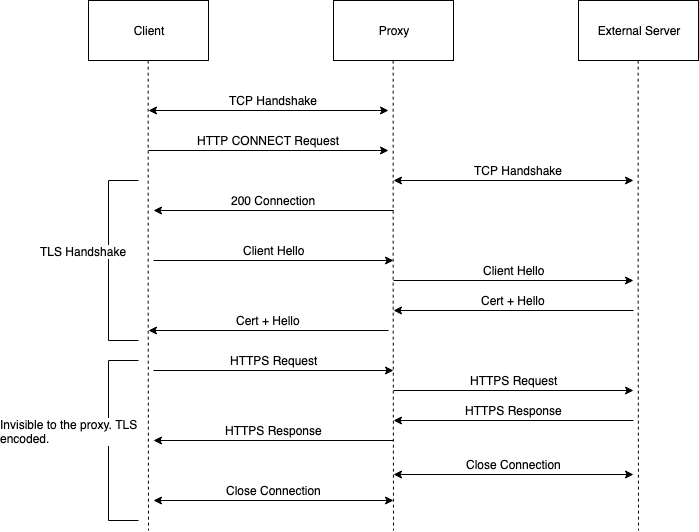 Client
Proxy
External Server
TCP Handshake
HTTP CONNECT Request
TCP Handshake
200 Connection
TLS Handshake
Client Hello
Client Hello
Cert + Hello
Cert + Hello
HTTPS Request
HTTPS Request
HTTPS Response
Invisible to the proxy. TLS
encoded.
HTTPS Response
Close Connection
Close Connection